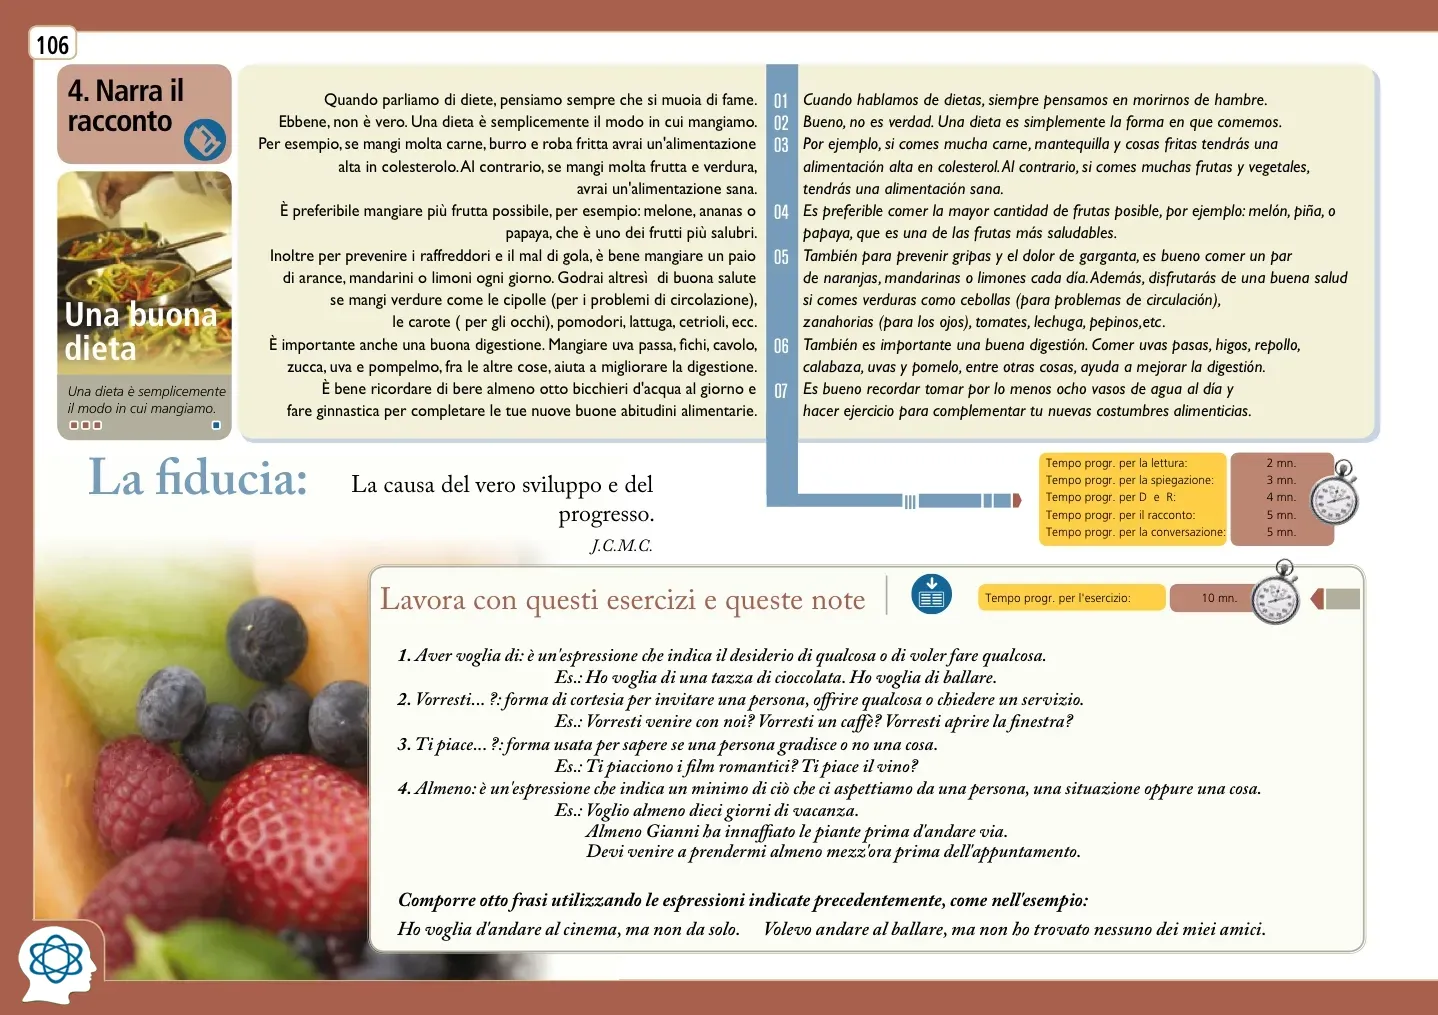 106
4. Narra il
racconto
Una buona
dieta
Una dieta è semplicemente
il modo in cui mangiamo.
Quando parliamo di diete, pensiamo sempre che si muoia di fame.
Ebbene, non è vero. Una dieta è semplicemente il modo in cui mangiamo.
Per esempio, se mangi molta carne, burro e roba fritta avrai un'alimentazione
alta in colesterolo. Al contrario, se mangi molta frutta e verdura,
avrai un'alimentazione sana.
È preferibile mangiare più frutta possibile, per esempio: melone, ananas o
papaya, che è uno dei frutti più salubri.
Inoltre per prevenire i raffreddori e il mal di gola, è bene mangiare un paio
di arance, mandarini o limoni ogni giorno. Godrai altresì di buona salute
se mangi verdure come le cipolle (per i problemi di circolazione),
le carote ( per gli occhi), pomodori, lattuga, cetrioli, ecc.
È importante anche una buona digestione. Mangiare uva passa, fichi, cavolo,
zucca, uva e pompelmo, fra le altre cose, aiuta a migliorare la digestione.
È bene ricordare di bere almeno otto bicchieri d'acqua al giorno e
fare ginnastica per completare le tue nuove buone abitudini alimentarie.
01
02
03
04
05
06
07
Cuando hablamos de dietas, siempre pensamos en morirnos de hambre.
Bueno, no es verdad. Una dieta es simplemente la forma en que comemos.
Por ejemplo, si comes mucha carne, mantequilla y cosas fritas tendrás una
alimentación alta en colesterol. Al contrario, si comes muchas frutas y vegetales,
tendrás una alimentación sana.
Es preferible comer la mayor cantidad de frutas posible, por ejemplo: melón, piña, o
papaya, que es una de las frutas más saludables.
También para prevenir gripas y el dolor de garganta, es bueno comer un par
de naranjas, mandarinas o limones cada día. Además, disfrutarás de una buena salud
si comes verduras como cebollas (para problemas de circulación),
zanahorias (para los ojos), tomates, lechuga, pepinos,etc.
También es importante una buena digestión. Comer uvas pasas, higos, repollo,
calabaza, uvas y pomelo, entre otras cosas, ayuda a mejorar la digestión.
Es bueno recordar tomar por lo menos ocho vasos de agua al día y
hacer ejercicio para complementar tu nuevas costumbres alimenticias.
La fiducia:
La causa del vero sviluppo e del
progresso.
J.C.M.C.
Tempo progr. per la lettura: 2 mn.
Tempo progr. per la spiegazione: 3 mn.
Tempo progr. per D e R: 4 mn.
Tempo progr. per il racconto: 5 mn.
Tempo progr. per la conversazione: 5 mn.
Lavora con questi esercizi e queste note
Tempo progr. per l'esercizio: 10 mn.
1. Aver voglia di: è un'espressione che indica il desiderio di qualcosa o di voler fare qualcosa.
Es.: Ho voglia di una tazza di cioccolata. Ho voglia di ballare.
2. Vorresti... ?: forma di cortesia per invitare una persona, offrire qualcosa o chiedere un servizio.
Es.: Vorresti venire con noi? Vorresti un caffè? Vorresti aprire la finestra?
3. Ti piace... ?: forma usata per sapere se una persona gradisce o no una cosa.
Es.: Ti piacciono i film romantici? Ti piace il vino?
4. Almeno: è un'espressione che indica un minimo di ciò che ci aspettiamo da una persona, una situazione oppure una cosa.
Es.: Voglio almeno dieci giorni di vacanza.
Almeno Gianni ha innaffiato le piante prima d'andare via.
Devi venire a prendermi almeno mezz'ora prima dell'appuntamento.
Comporre otto frasi utilizzando le espressioni indicate precedentemente, come nell'esempio:
Ho voglia d'andare al cinema, ma non da solo. Volevo andare al ballare, ma non ho trovato nessuno dei miei amici.